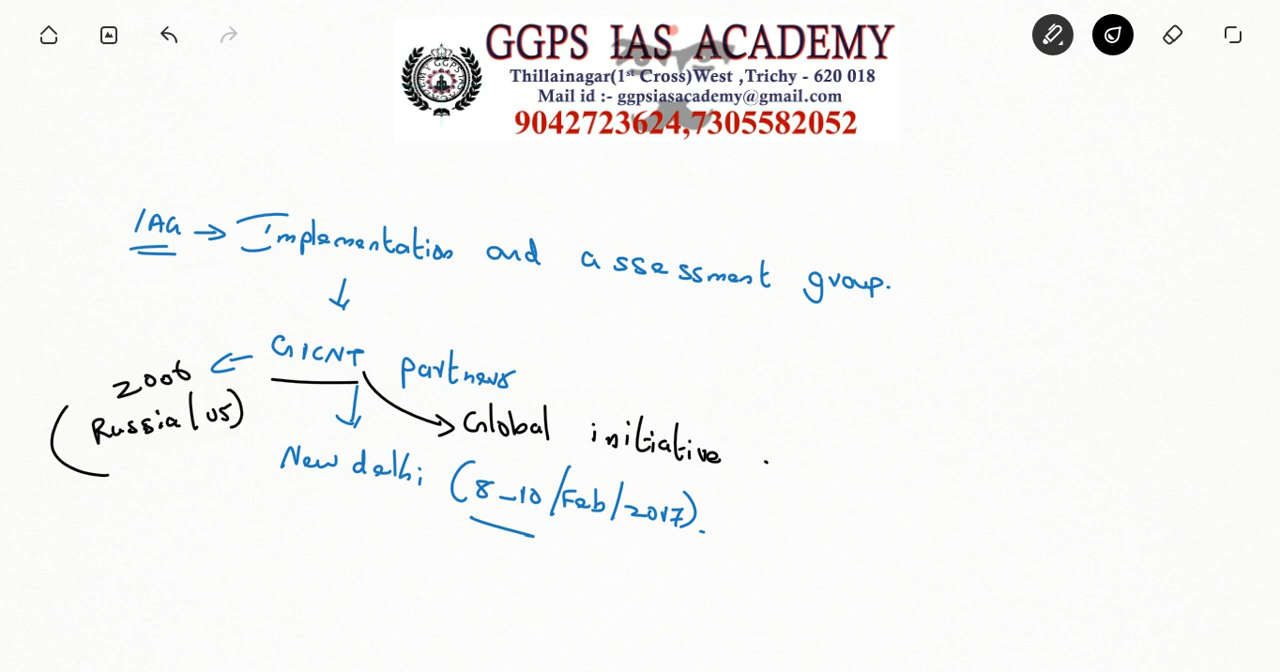 GGPS IAS ACADEMY
Thillainagar(1st Cross)West ,Trichy - 620 018
Mail id :- ggpsiasacademy@gmail.com
9042723624,7305582052
IAG → Implementation and assessment group.
↓
2006 ← GICNT partners
(Russia/US) ↓ → Global initiative .
New delhi (8-10/Feb/2017).